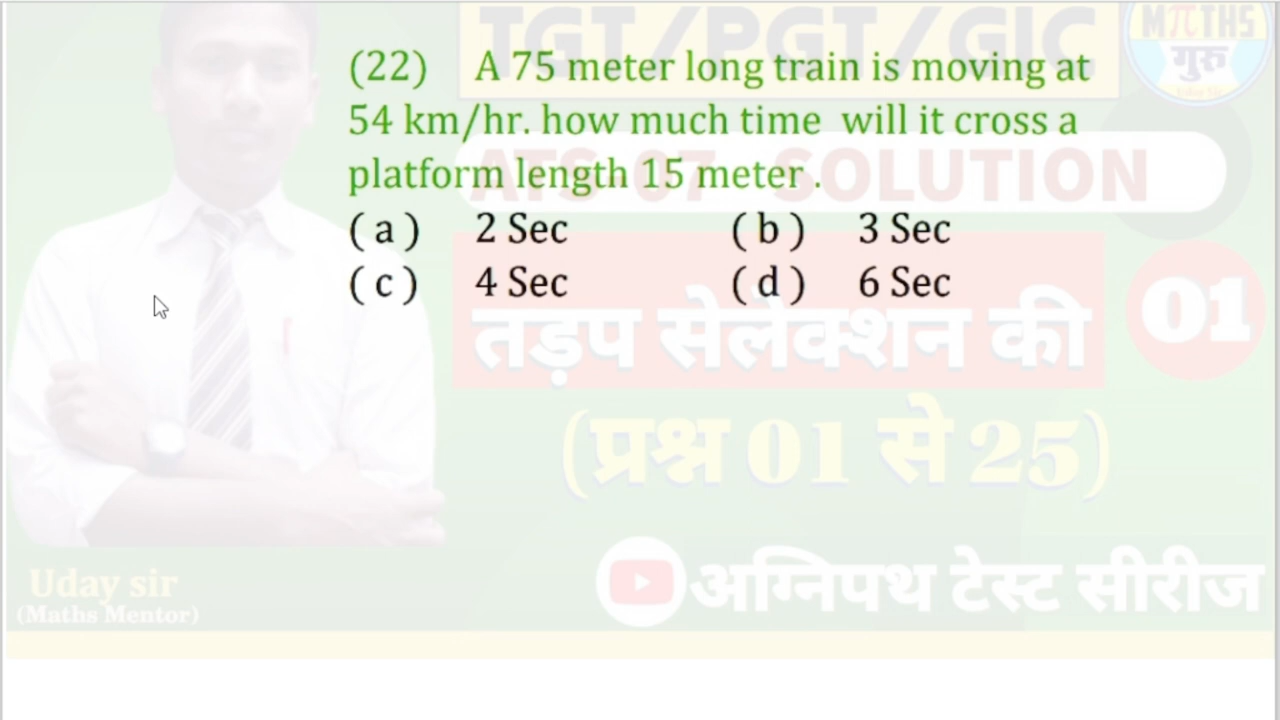 TGT/PGT/GIC
MπTHS
गुरु
(22) A 75 meter long train is moving at
54 km/hr. how much time will it cross a
platform length 15 meter .
ATS-07 SOLUTION
( a ) 2 Sec ( b ) 3 Sec
( c ) 4 Sec ( d ) 6 Sec
तड़प सेलेक्शन की
01
(प्रश्न 01 से 25)
Uday sir
(Maths Mentor)
अग्निपथ टेस्ट सीरीज